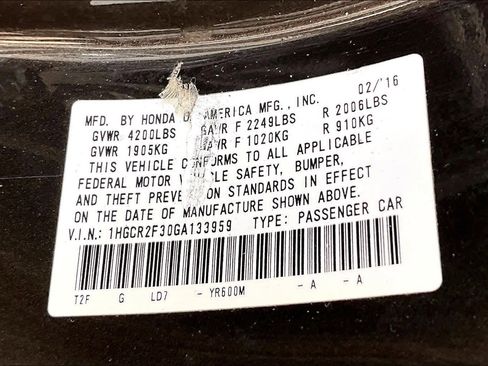 MFD. BY HONDA O AMERICA MFG., INC. 02/'16
GVWR 4200LBS GAWR F 2249LBS R 2006LBS
GVWR 1905KG WR F 1020KG R 910KG
THIS VEHICLE CONFORMS TO ALL APPLICABLE
FEDERAL MOTOR VEHICLE SAFETY, BUMPER,
AND THEFT PREVENTION STANDARDS IN EFFECT
ON THE DATE OF MANUFACTURE SHOWN ABOVE.
V.I.N.: 1HGCR2F30GA133959 TYPE: PASSENGER CAR
T2F G LD7 - YR600M - A - A